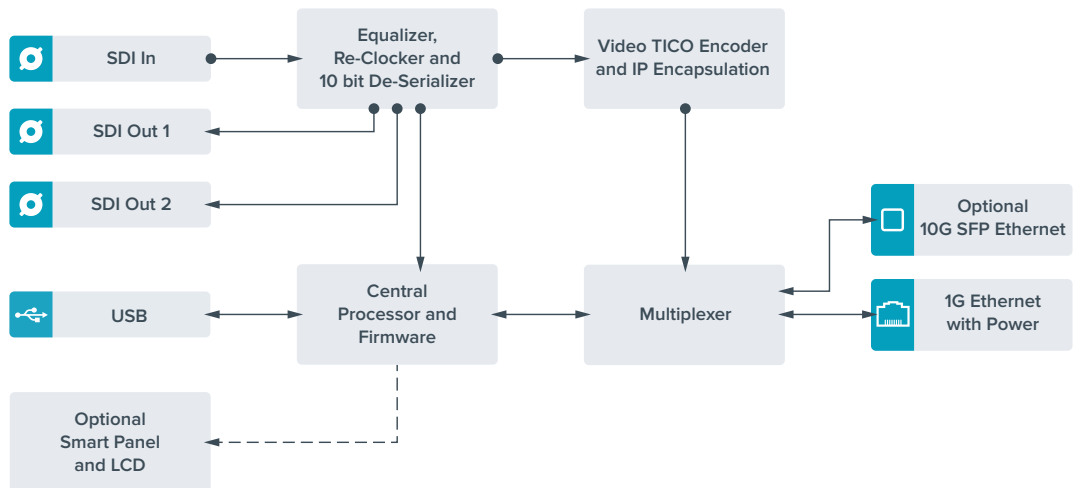 SDI In
Equalizer,
Re-Clocker and
10 bit De-Serializer
Video TICO Encoder
and IP Encapsulation
SDI Out 1
SDI Out 2
Optional
10G SFP Ethernet
USB
Central
Processor and
Firmware
Multiplexer
1G Ethernet
with Power
Optional
Smart Panel
and LCD